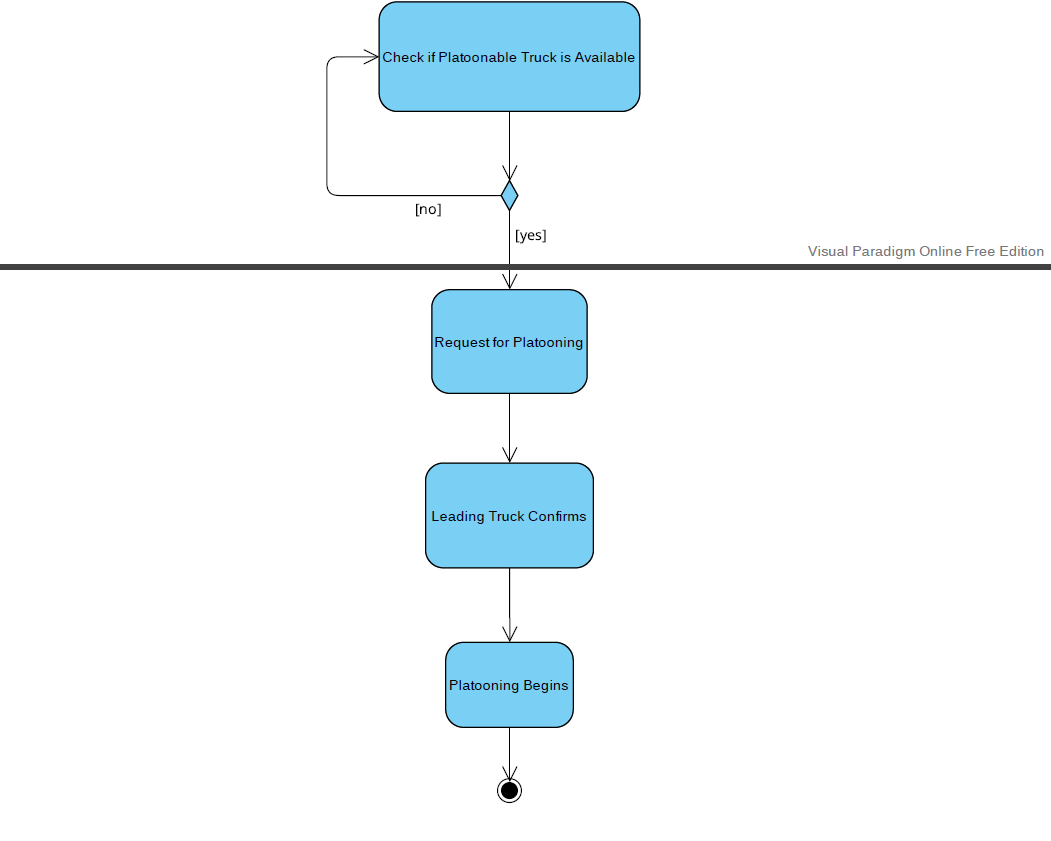 Check if Platoonable Truck is Available
[no]
[yes]
Visual Paradigm Online Free Edition
Request for Platooning
Leading Truck Confirms
Platooning Begins